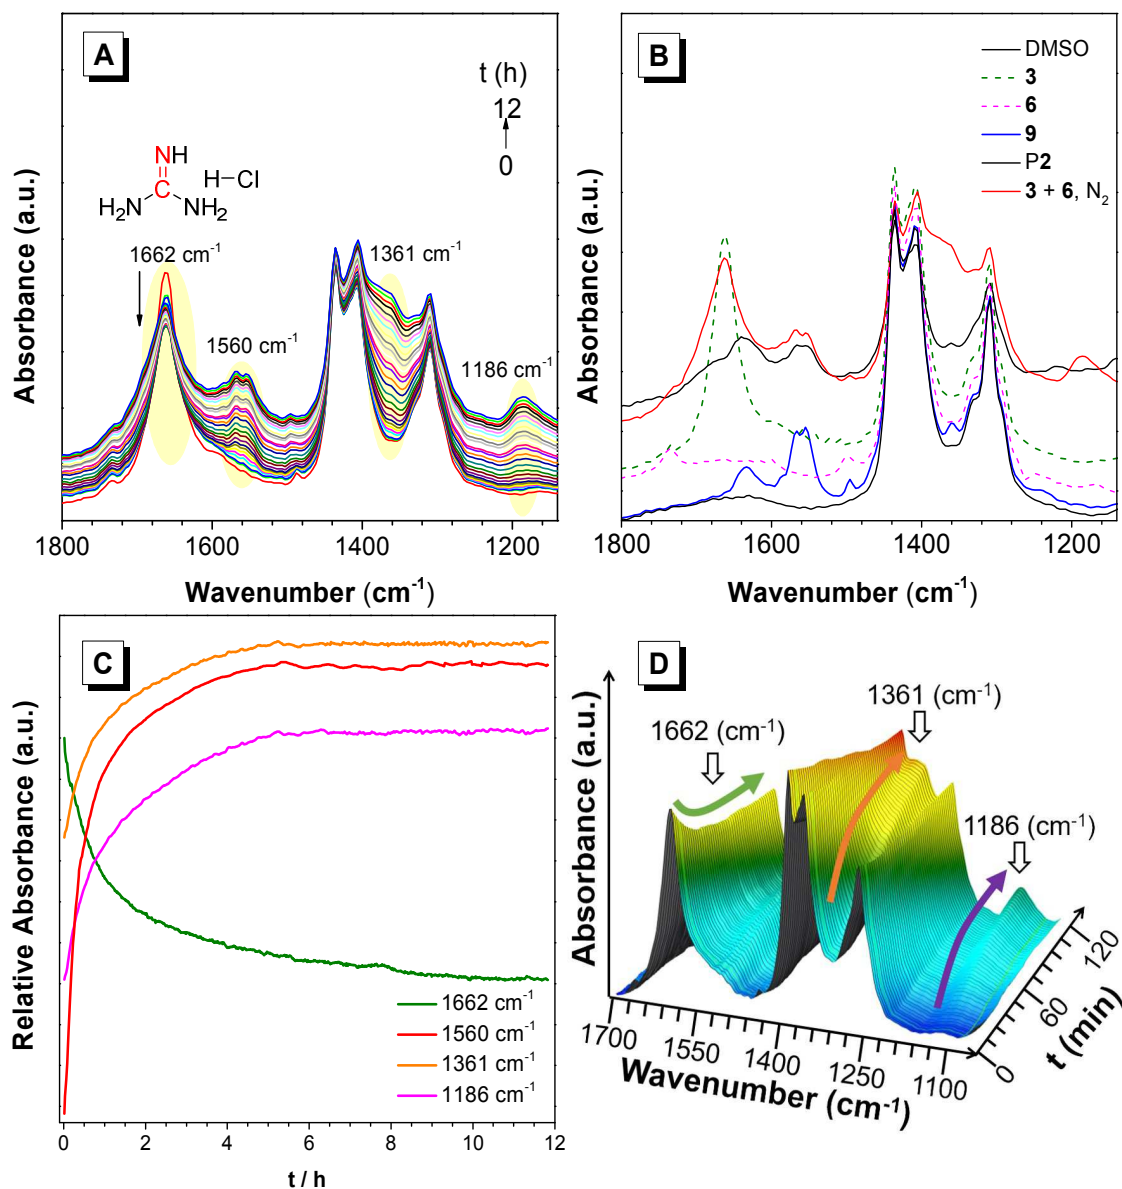 A
t (h)
12
0
NH
C
H–Cl
H₂N
NH₂
1662 cm⁻¹
1361 cm⁻¹
1560 cm⁻¹
1186 cm⁻¹
Absorbance (a.u.)
1800
1600
1400
1200
Wavenumber (cm⁻¹)
B
DMSO
3
6
9
P2
3 + 6, N₂
Absorbance (a.u.)
1800
1600
1400
1200
Wavenumber (cm⁻¹)
C
Relative Absorbance (a.u.)
1662 cm⁻¹
1560 cm⁻¹
1361 cm⁻¹
1186 cm⁻¹
0
2
4
6
8
10
12
t / h
D
1361 (cm⁻¹)
1662 (cm⁻¹)
1186 (cm⁻¹)
Absorbance (a.u.)
1700
1550
1400
1250
1100
Wavenumber (cm⁻¹)
0
60
120
t (min)